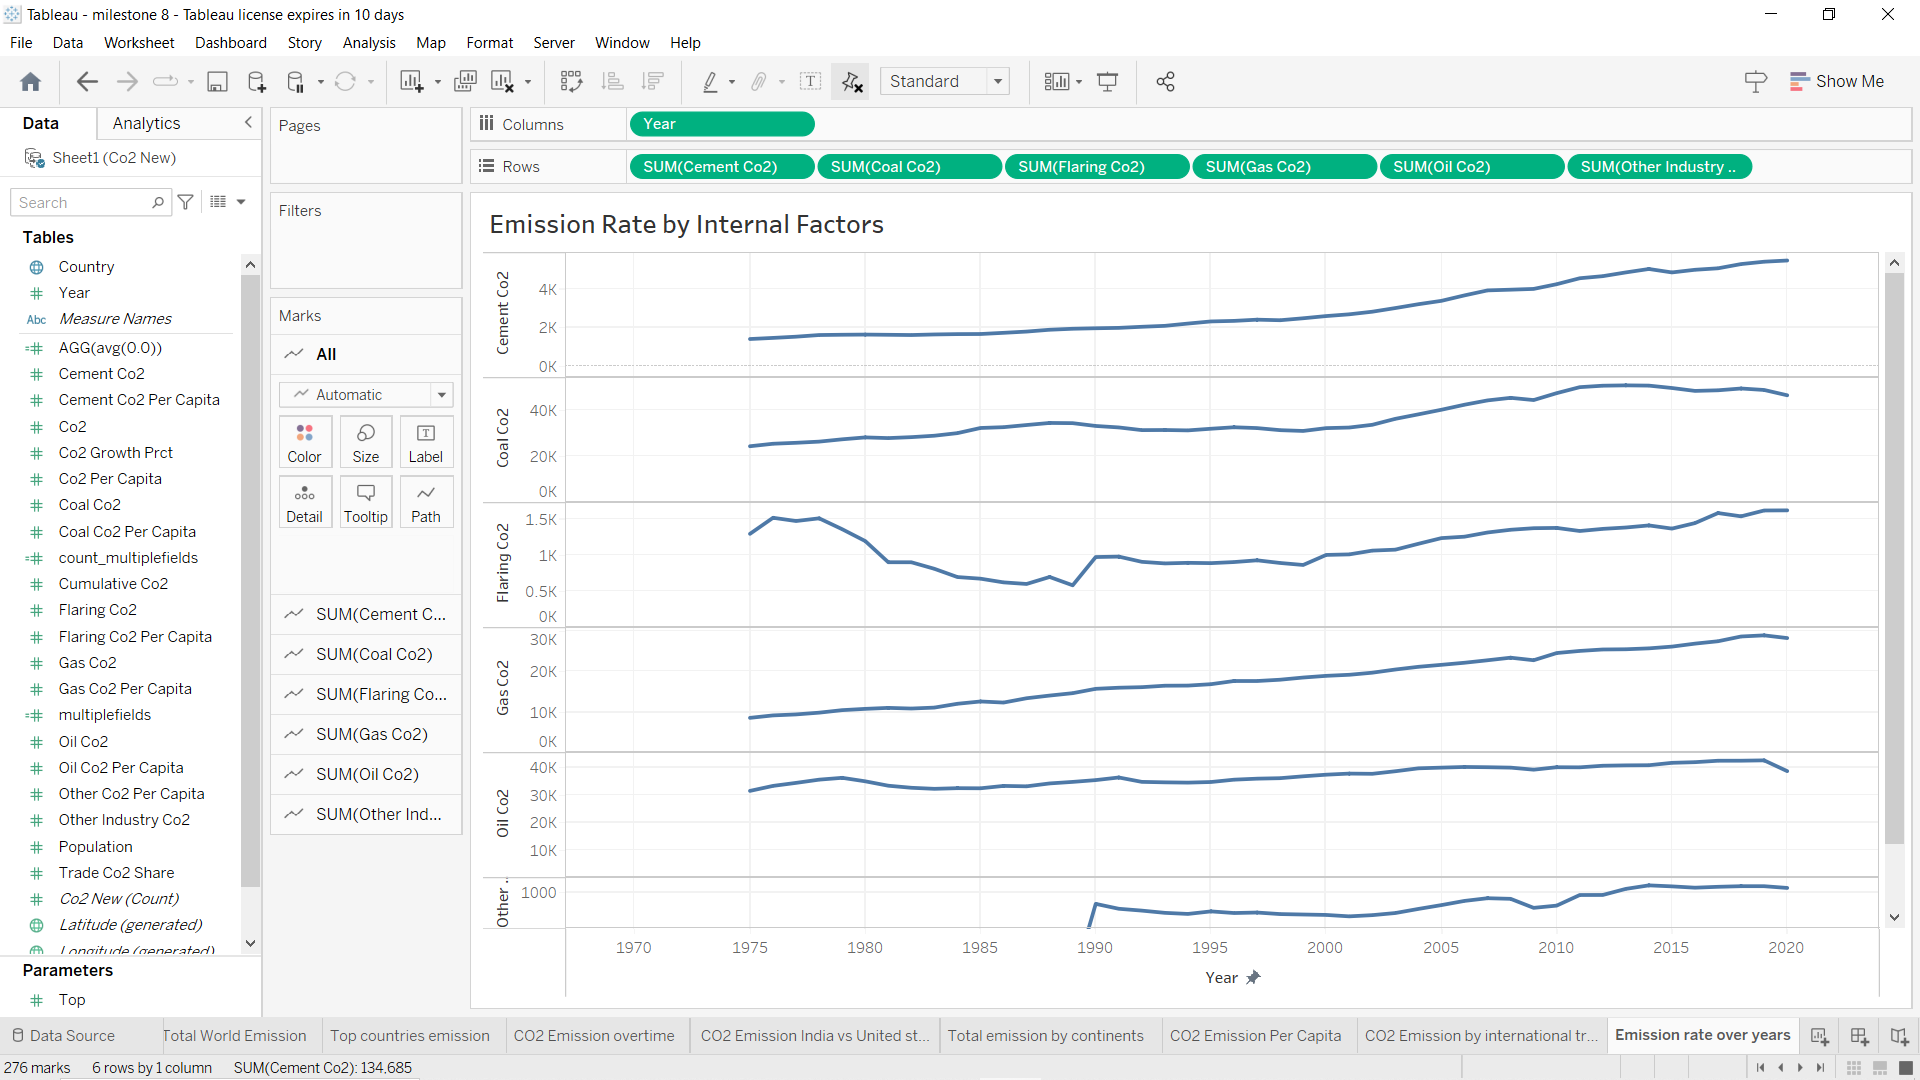 Tableau - milestone 8 - Tableau license expires in 10 days
File Data Worksheet Dashboard Story Analysis Map Format Server Window Help
Standard
Show Me
Data Analytics
Sheet1 (Co2 New)
Search
Tables
Country
# Year
Abc Measure Names
=# AGG(avg(0.0))
# Cement Co2
# Cement Co2 Per Capita
# Co2
# Co2 Growth Prct
# Co2 Per Capita
# Coal Co2
# Coal Co2 Per Capita
=# count_multiplefields
# Cumulative Co2
# Flaring Co2
# Flaring Co2 Per Capita
# Gas Co2
# Gas Co2 Per Capita
=# multiplefields
# Oil Co2
# Oil Co2 Per Capita
# Other Co2 Per Capita
# Other Industry Co2
# Population
# Trade Co2 Share
# Co2 New (Count)
Latitude (generated)
Longitude (generated)
Parameters
# Top
Pages
Filters
Marks
All
Automatic
Color Size Label
Detail Tooltip Path
SUM(Cement C...
SUM(Coal Co2)
SUM(Flaring Co...
SUM(Gas Co2)
SUM(Oil Co2)
SUM(Other Ind...
Columns Year
Rows SUM(Cement Co2) SUM(Coal Co2) SUM(Flaring Co2) SUM(Gas Co2) SUM(Oil Co2) SUM(Other Industry ..
Emission Rate by Internal Factors
Cement Co2
4K
2K
0K
Coal Co2
40K
20K
0K
Flaring Co2
1.5K
1K
0.5K
0K
Gas Co2
30K
20K
10K
0K
Oil Co2
40K
30K
20K
10K
Other ..
1000
1970 1975 1980 1985 1990 1995 2000 2005 2010 2015 2020
Year
Data Source Total World Emission Top countries emission CO2 Emission overtime CO2 Emission India vs United st... Total emission by continents CO2 Emission Per Capita CO2 Emission by international tr... Emission rate over years
276 marks 6 rows by 1 column SUM(Cement Co2): 134,685